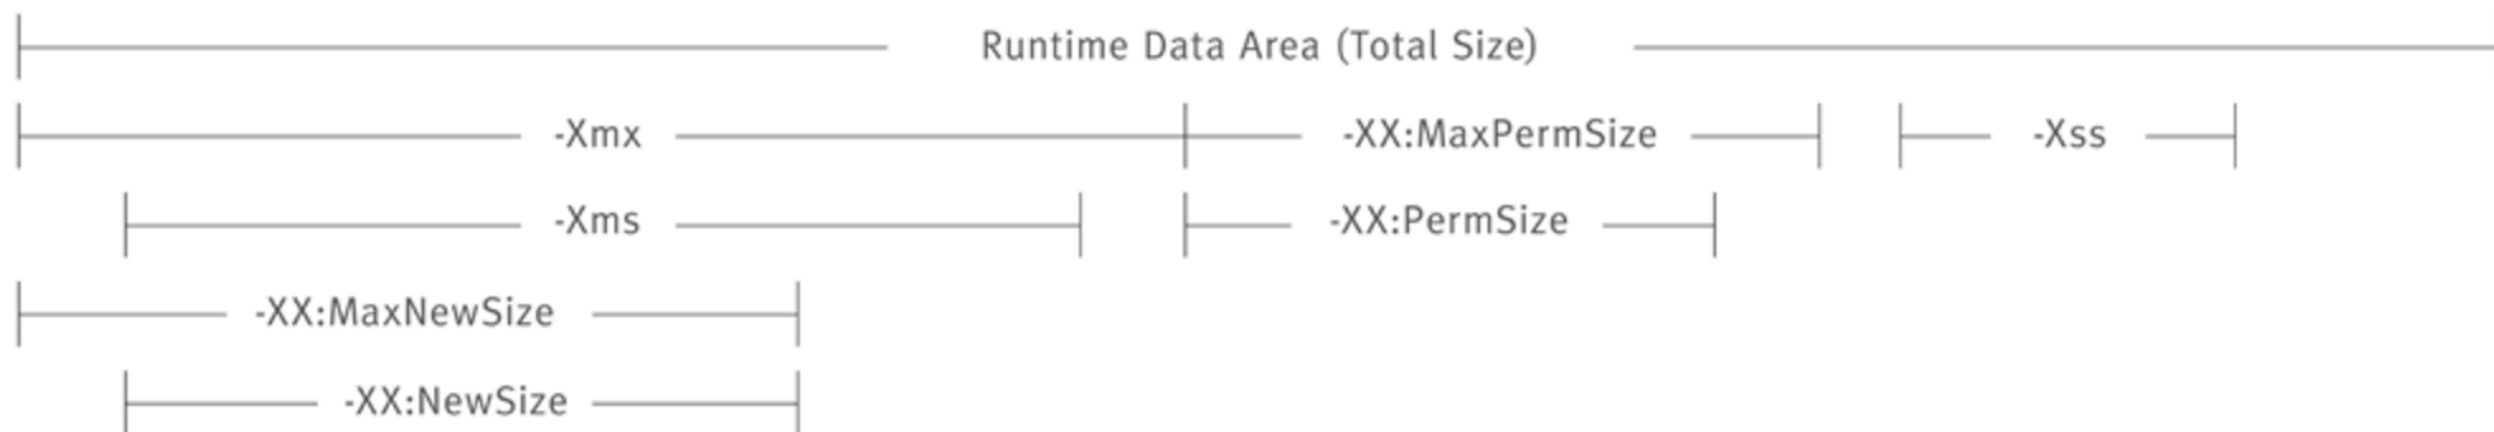 Runtime Data Area (Total Size)
-Xmx -XX:MaxPermSize -Xss
-Xms -XX:PermSize
-XX:MaxNewSize
-XX:NewSize